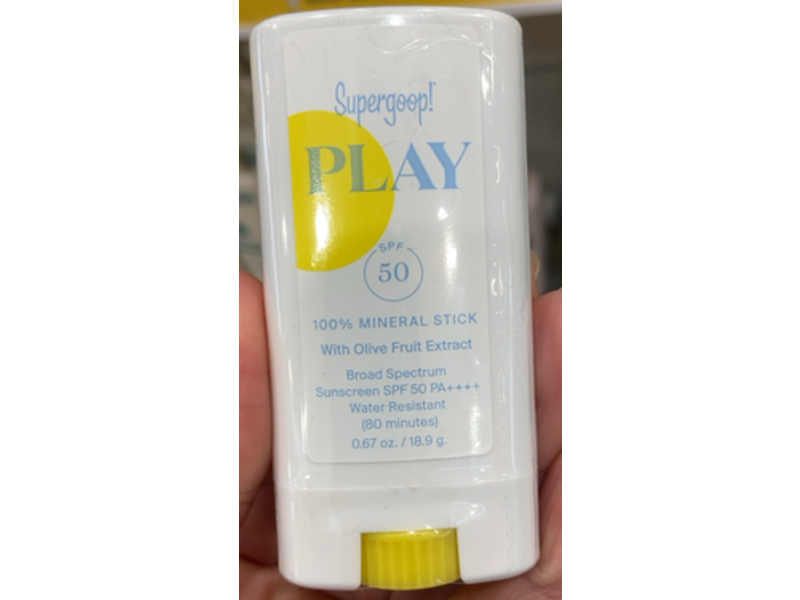 Supergoop!
PLAY
SPF
50
100% MINERAL STICK
With Olive Fruit Extract
Broad Spectrum
Sunscreen SPF 50 PA++++
Water Resistant
(80 minutes)
0.67 oz. / 18.9 g.